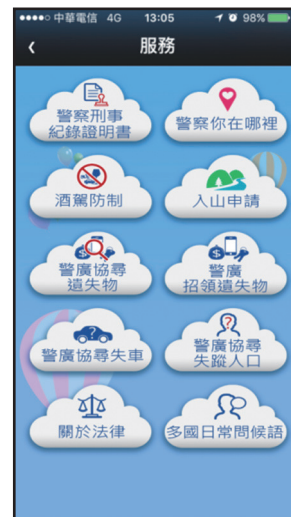 中華電信 4G 13:05 98%
服務
警察刑事
紀錄證明書
警察你在哪裡
酒駕防制
入山申請
警廣協尋
遺失物
警廣
招領遺失物
警廣協尋失車
警廣協尋
失蹤人口
關於法律
多國日常問候語